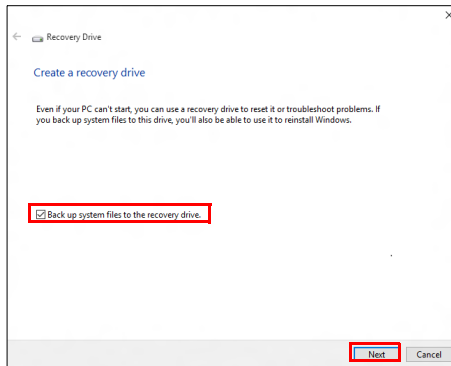 Recovery Drive
Create a recovery drive
Even if your PC can't start, you can use a recovery drive to reset it or troubleshoot problems. If
you back up system files to this drive, you'll also be able to use it to reinstall Windows.
Back up system files to the recovery drive.
Next Cancel